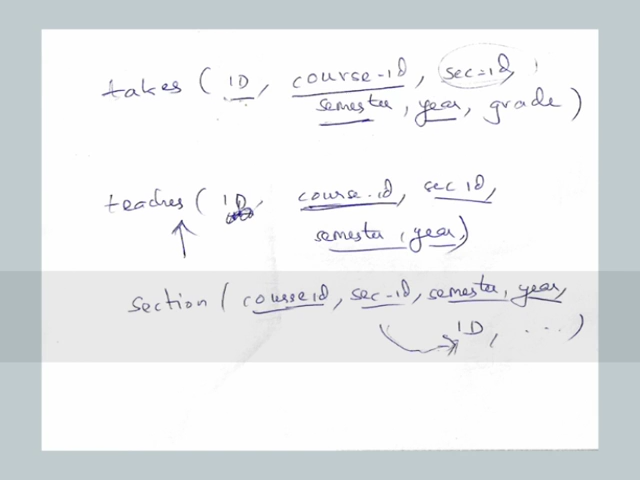 takes ( ID, course-id, sec-id,
semester, year, grade )
teaches ( ID, course-id, sec id,
semester, year )
section ( course id, sec-id, semester, year,
ID, ... )